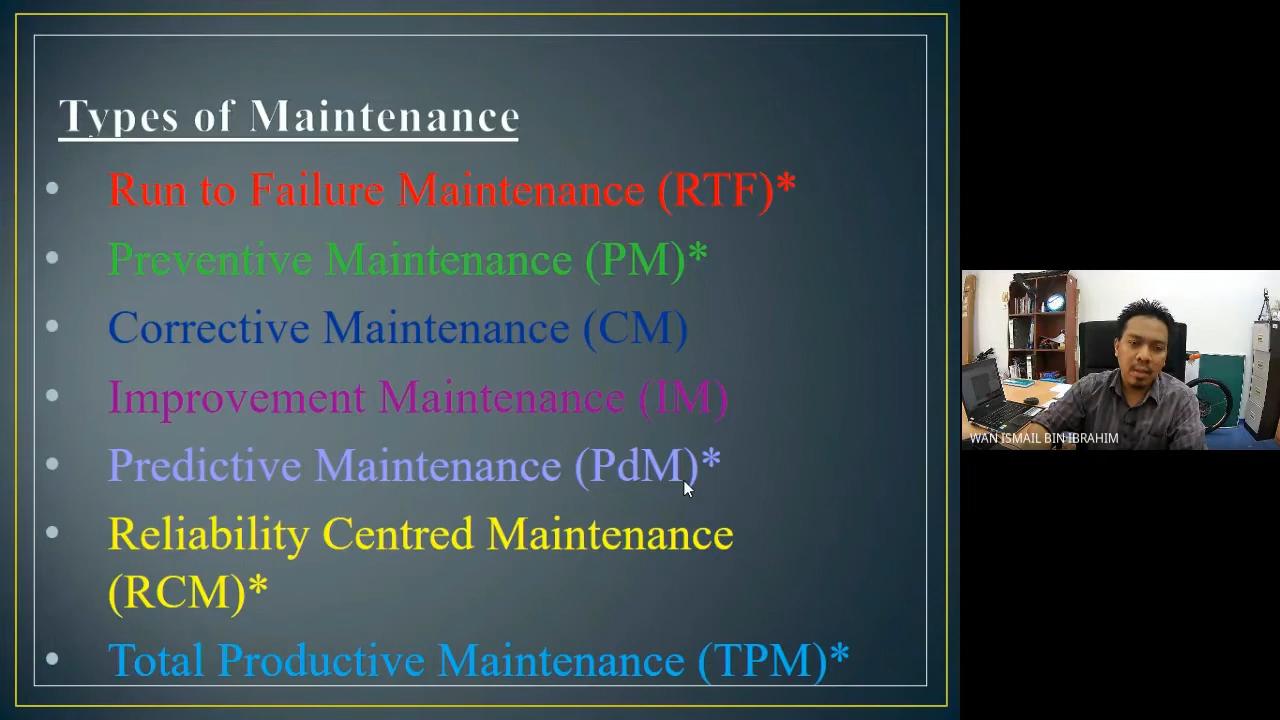 Types of Maintenance
• Run to Failure Maintenance (RTF)*
• Preventive Maintenance (PM)*
• Corrective Maintenance (CM)
• Improvement Maintenance (IM)
• Predictive Maintenance (PdM)*
• Reliability Centred Maintenance
(RCM)*
• Total Productive Maintenance (TPM)*
WAN ISMAIL BIN IBRAHIM